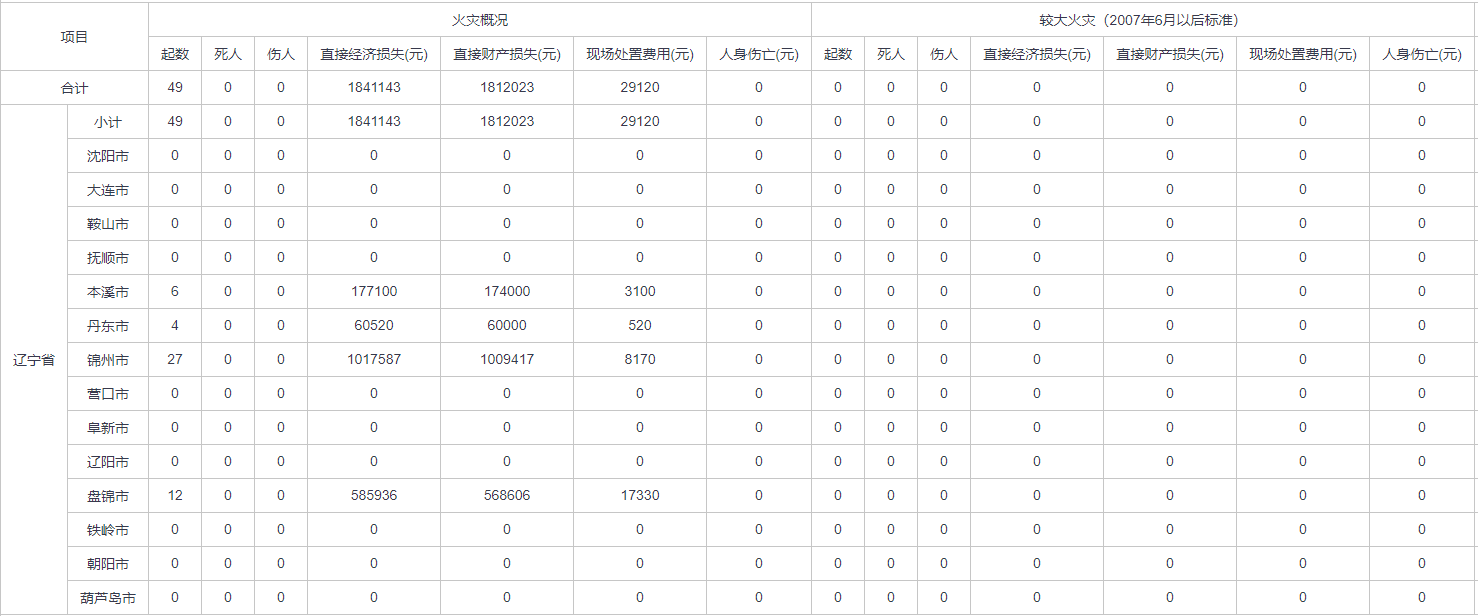 项目 火灾概况 较大火灾（2007年6月以后标准）
起数 死人 伤人 直接经济损失(元) 直接财产损失(元) 现场处置费用(元) 人身伤亡(元) 起数 死人 伤人 直接经济损失(元) 直接财产损失(元) 现场处置费用(元) 人身伤亡(元)
合计 49 0 0 1841143 1812023 29120 0 0 0 0 0 0 0 0
小计 49 0 0 1841143 1812023 29120 0 0 0 0 0 0 0 0
沈阳市 0 0 0 0 0 0 0 0 0 0 0 0 0 0
大连市 0 0 0 0 0 0 0 0 0 0 0 0 0 0
鞍山市 0 0 0 0 0 0 0 0 0 0 0 0 0 0
抚顺市 0 0 0 0 0 0 0 0 0 0 0 0 0 0
本溪市 6 0 0 177100 174000 3100 0 0 0 0 0 0 0 0
丹东市 4 0 0 60520 60000 520 0 0 0 0 0 0 0 0
辽宁省 锦州市 27 0 0 1017587 1009417 8170 0 0 0 0 0 0 0 0
营口市 0 0 0 0 0 0 0 0 0 0 0 0 0 0
阜新市 0 0 0 0 0 0 0 0 0 0 0 0 0 0
辽阳市 0 0 0 0 0 0 0 0 0 0 0 0 0 0
盘锦市 12 0 0 585936 568606 17330 0 0 0 0 0 0 0 0
铁岭市 0 0 0 0 0 0 0 0 0 0 0 0 0 0
朝阳市 0 0 0 0 0 0 0 0 0 0 0 0 0 0
葫芦岛市 0 0 0 0 0 0 0 0 0 0 0 0 0 0